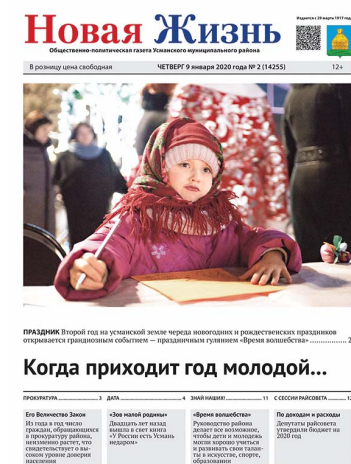 Новая Жизнь
Издается с 29 марта 1917 года
Общественно-политическая газета Усманского муниципального района
В розницу цена свободная
ЧЕТВЕРГ 9 января 2020 года № 2 (14255)
12+
ПРАЗДНИК Второй год на усманской земле череда новогодних и рождественских праздников
открывается грандиозным событием — праздничным гулянием «Время волшебства» .................. 2
Когда приходит год молодой...
ПРОКУРАТУРА .................. 3
Его Величество Закон
Из года в год число
граждан, обращающихся
в прокуратуру района,
неизменно растет, что
свидетельствует о вы-
соком уровне доверия
населения
ДАТА .................. 4
«Зов малой родины»
Двадцать лет назад
вышла в свет книга
«У России есть Усмань
недаром»
ЗНАЙ НАШИХ! .................. 11
«Время волшебства»
Руководство района
делает все возможное,
чтобы дети и молодежь
могли хорошо учиться
и развивать свои талан-
ты в искусстве, спорте,
образовании
С СЕССИИ РАЙСОВЕТА ...... 12
По доходам и расходы
Депутаты райсовета
утвердили бюджет на
2020 год